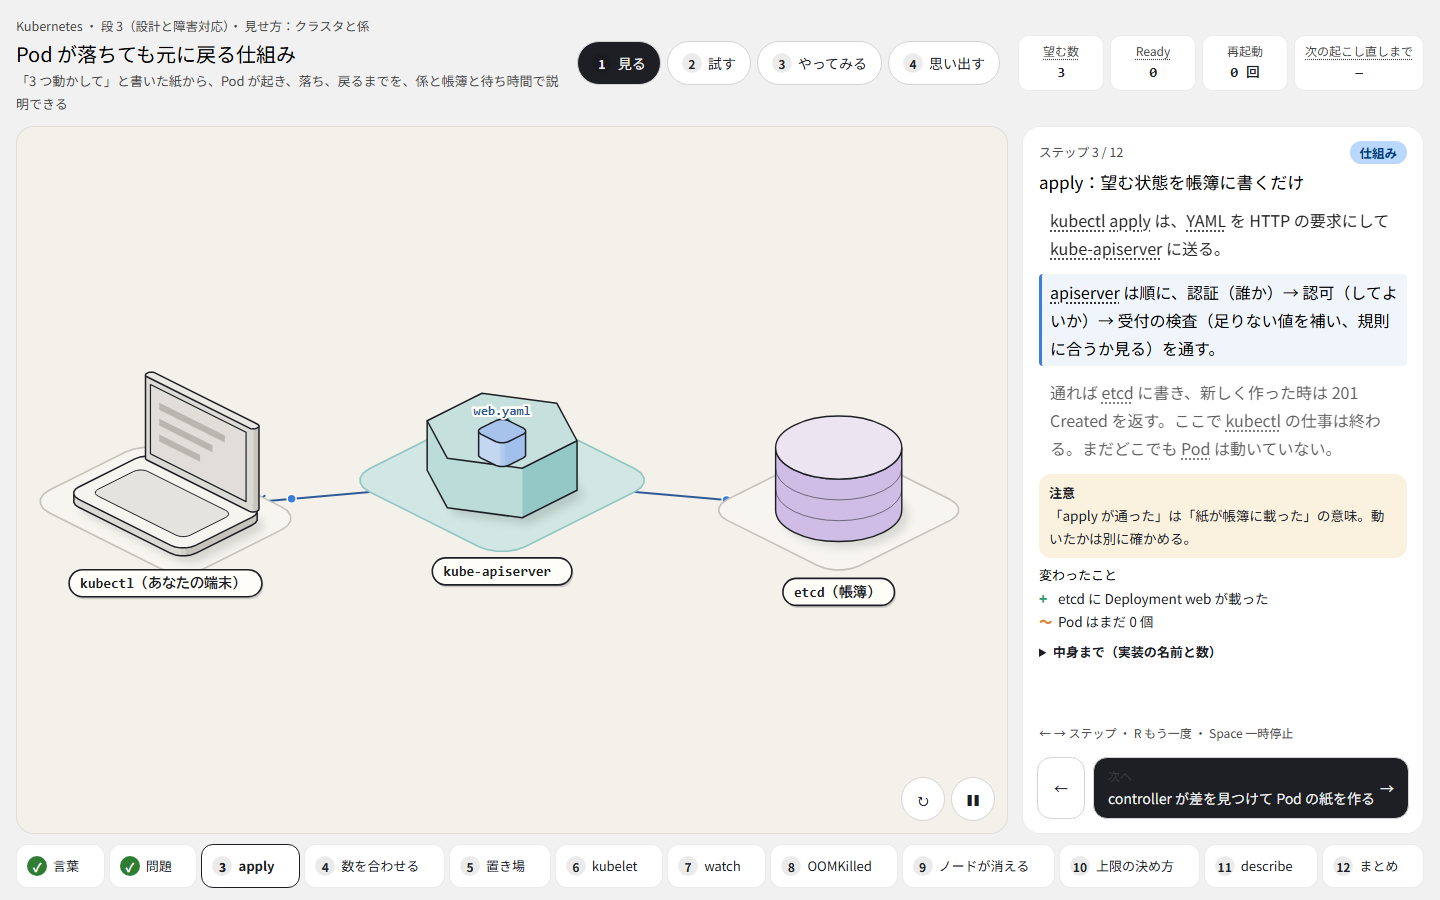 Kubernetes ・ 段 3（設計と障害対応）・ 見せ方：クラスタと係
Pod が落ちても元に戻る仕組み
「3 つ動かして」と書いた紙から、Pod が起き、落ち、戻るまでを、係と帳簿と待ち時間で説
明できる
1 見る
2 試す
3 やってみる
4 思い出す
望む数
3
Ready
0
再起動
0 回
次の起こし直しまで
–
web.yaml
kubectl（あなたの端末）
kube-apiserver
etcd（帳簿）
↻
ステップ 3 / 12
仕組み
apply：望む状態を帳簿に書くだけ
kubectl apply は、YAML を HTTP の要求にして
kube-apiserver に送る。
apiserver は順に、認証（誰か）→ 認可（してよ
いか）→ 受付の検査（足りない値を補い、規則
に合うか見る）を通す。
通れば etcd に書き、新しく作った時は 201
Created を返す。ここで kubectl の仕事は終わ
る。まだどこでも Pod は動いていない。
注意
「apply が通った」は「紙が帳簿に載った」の意味。動
いたかは別に確かめる。
変わったこと
+ etcd に Deployment web が載った
〜 Pod はまだ 0 個
▶ 中身まで（実装の名前と数）
← → ステップ ・ R もう一度 ・ Space 一時停止
←
次へ
controller が差を見つけて Pod の紙を作る →
✓ 言葉
✓ 問題
3 apply
4 数を合わせる
5 置き場
6 kubelet
7 watch
8 OOMKilled
9 ノードが消える
10 上限の決め方
11 describe
12 まとめ